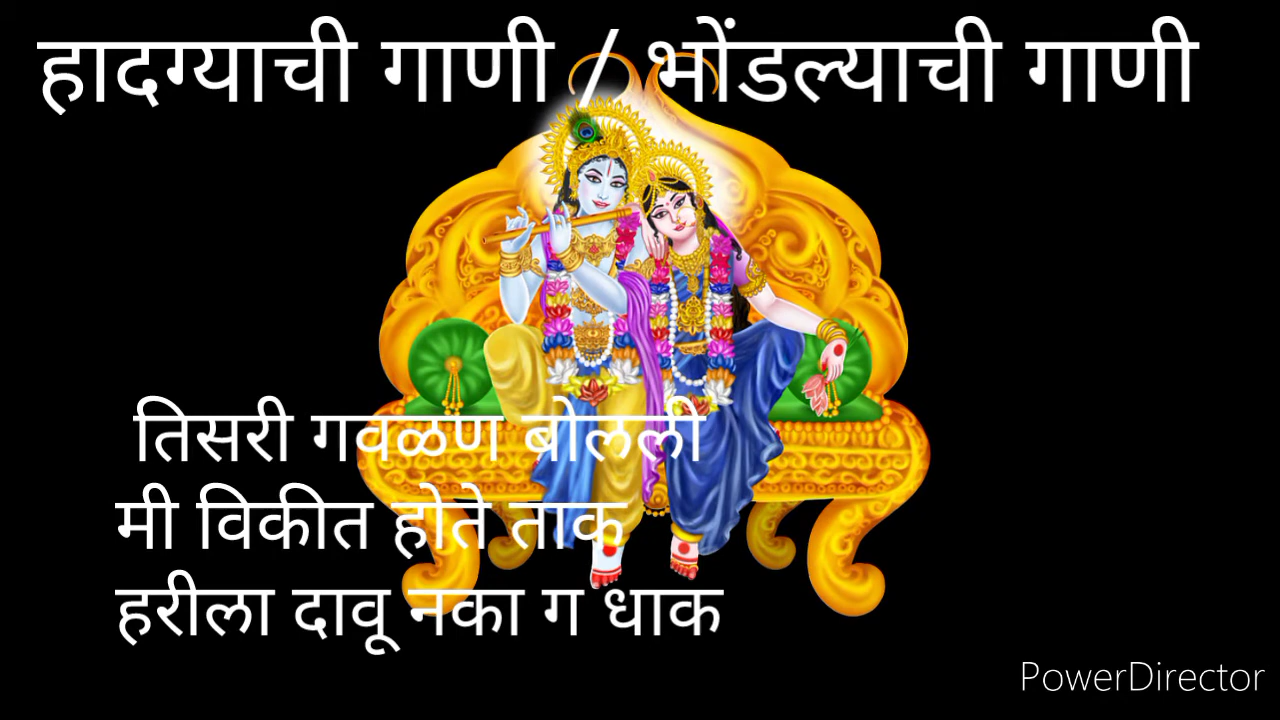 हादग्याची गाणी / भोंडल्याची गाणी
तिसरी गवळण बोलली
मी विकीत होते ताक
हरीला दावू नका ग धाक
PowerDirector